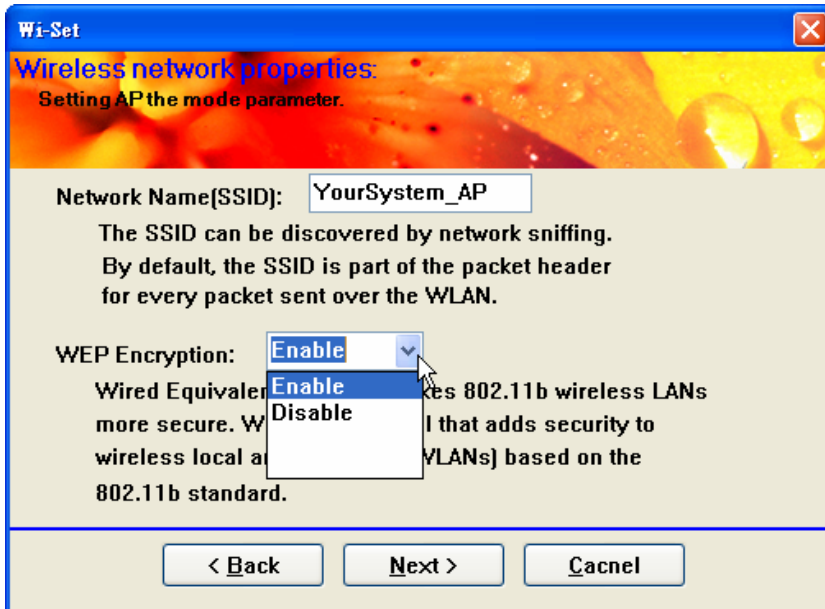 Wi-Set
Wireless network properties:
Setting AP the mode parameter.
Network Name(SSID): YourSystem_AP
The SSID can be discovered by network sniffing.
By default, the SSID is part of the packet header
for every packet sent over the WLAN.
WEP Encryption: Enable
Enable
Disable
Wired Equivalen kes 802.11b wireless LANs
more secure. W l that adds security to
wireless local a VLANs) based on the
802.11b standard.
< Back Next > Cacnel